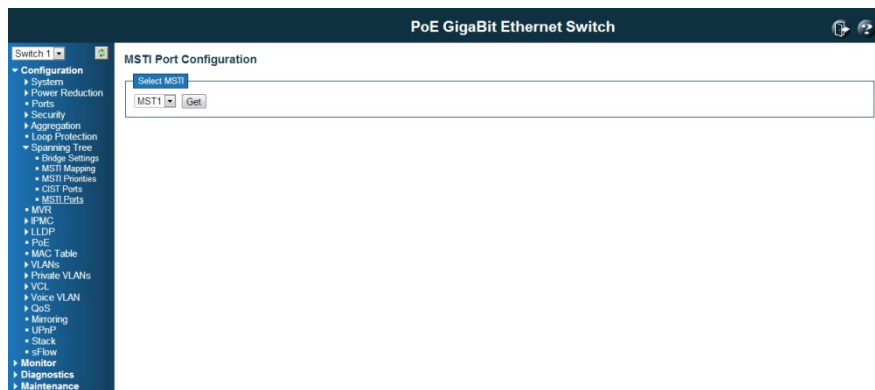 PoE GigaBit Ethernet Switch
Switch 1
Configuration
System
Power Reduction
Ports
Security
Aggregation
Loop Protection
Spanning Tree
Bridge Settings
MSTI Mapping
MSTI Priorities
CIST Ports
MSTI Ports
MVR
IPMC
LLDP
PoE
MAC Table
VLANs
Private VLANs
VCL
Voice VLAN
QoS
Mirroring
UPnP
Stack
sFlow
Monitor
Diagnostics
Maintenance
MSTI Port Configuration
Select MSTI
MST1 Get